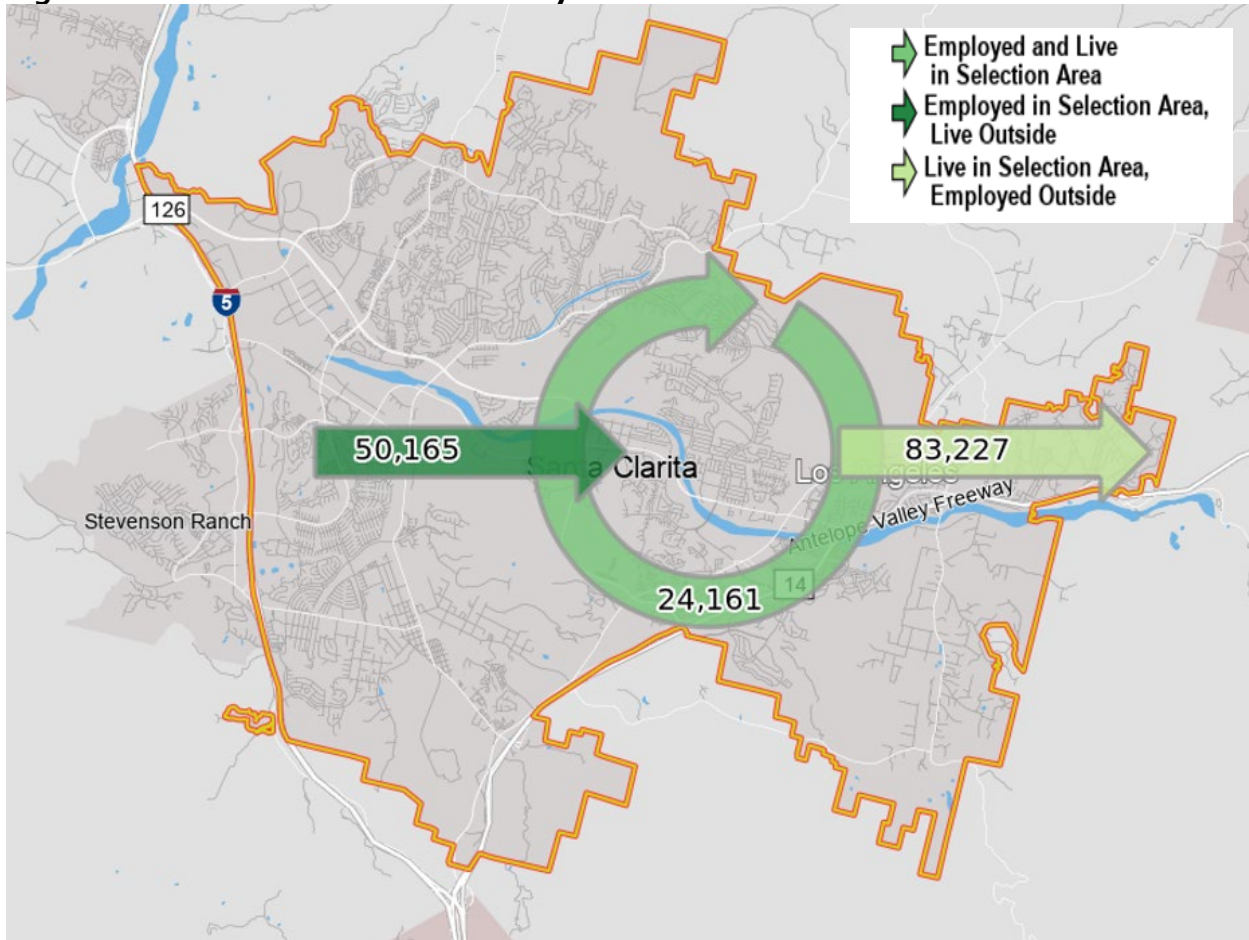 Employed and Live
in Selection Area
Employed in Selection Area,
Live Outside
Live in Selection Area,
Employed Outside
126
5
50,165
83,227
Santa Clarita
Los Angeles
Stevenson Ranch
Antelope Valley Freeway
14
24,161